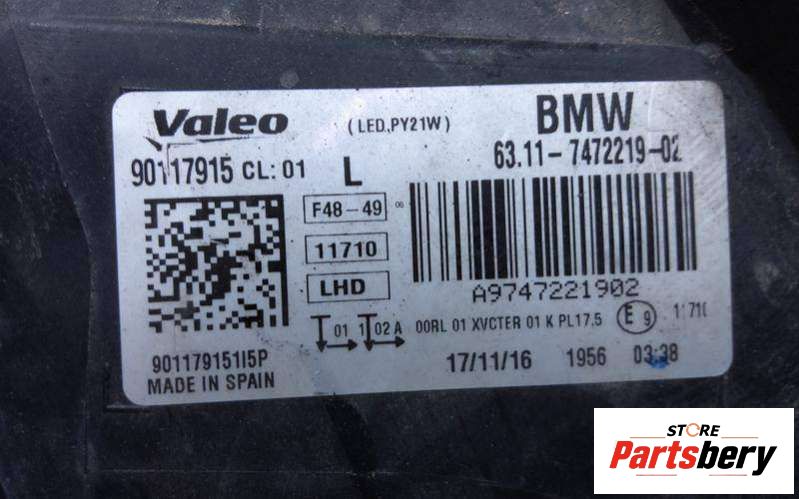 Valeo
(LED,PY21W)
BMW
90117915 CL: 01
L
63.11-7472219-02
F48-49
11710
LHD
A9747221902
01 1 02 A
00RL 01 XVCTER 01 K PL17,5
E 9
901179151I5P
MADE IN SPAIN
17/11/16 1956 03:38
STORE
Partsbery